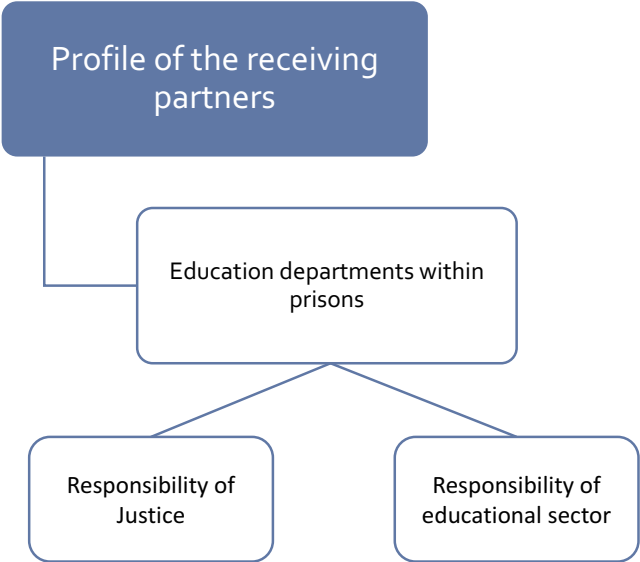 Profile of the receiving
partners
Education departments within
prisons
Responsibility of
Justice
Responsibility of
educational sector